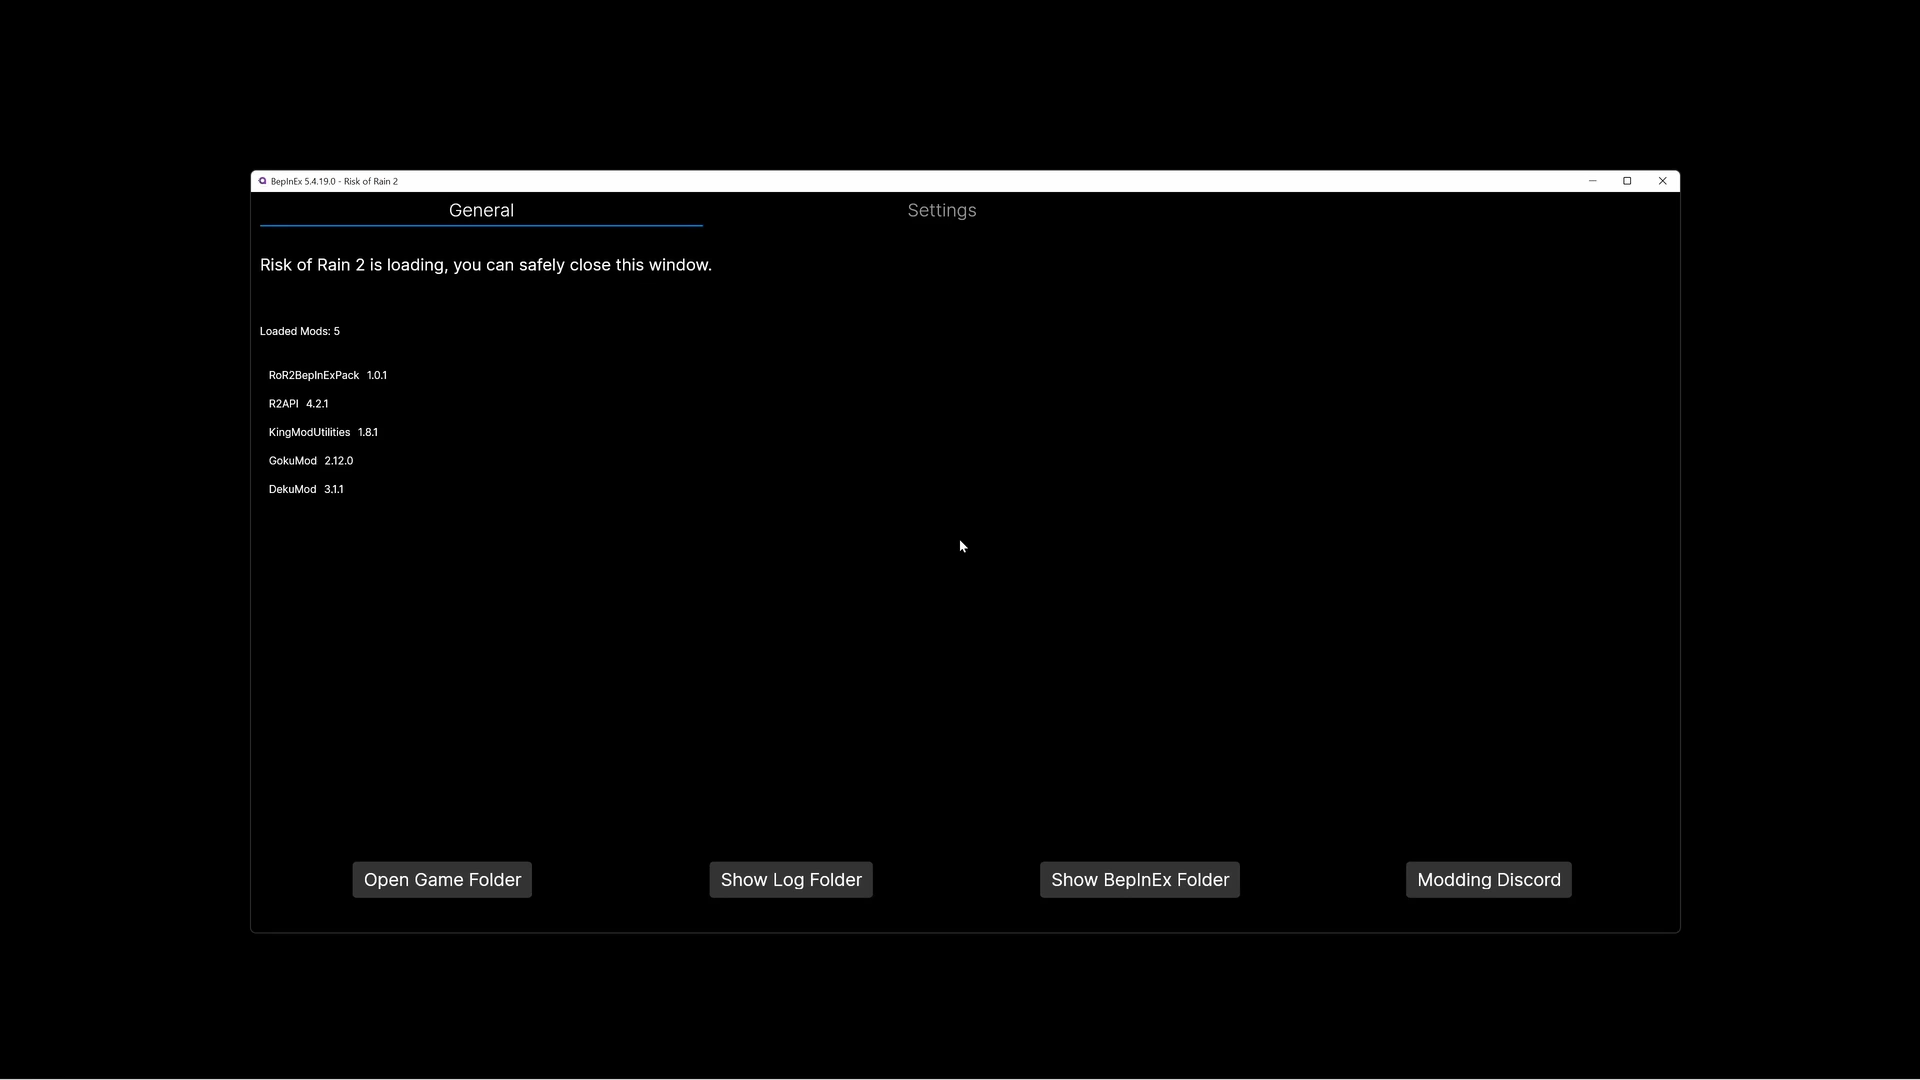 BepInEx 5.4.19.0 - Risk of Rain 2
General Settings
Risk of Rain 2 is loading, you can safely close this window.
Loaded Mods: 5
RoR2BepInExPack 1.0.1
R2API 4.2.1
KingModUtilities 1.8.1
GokuMod 2.12.0
DekuMod 3.1.1
Open Game Folder Show Log Folder Show BepInEx Folder Modding Discord